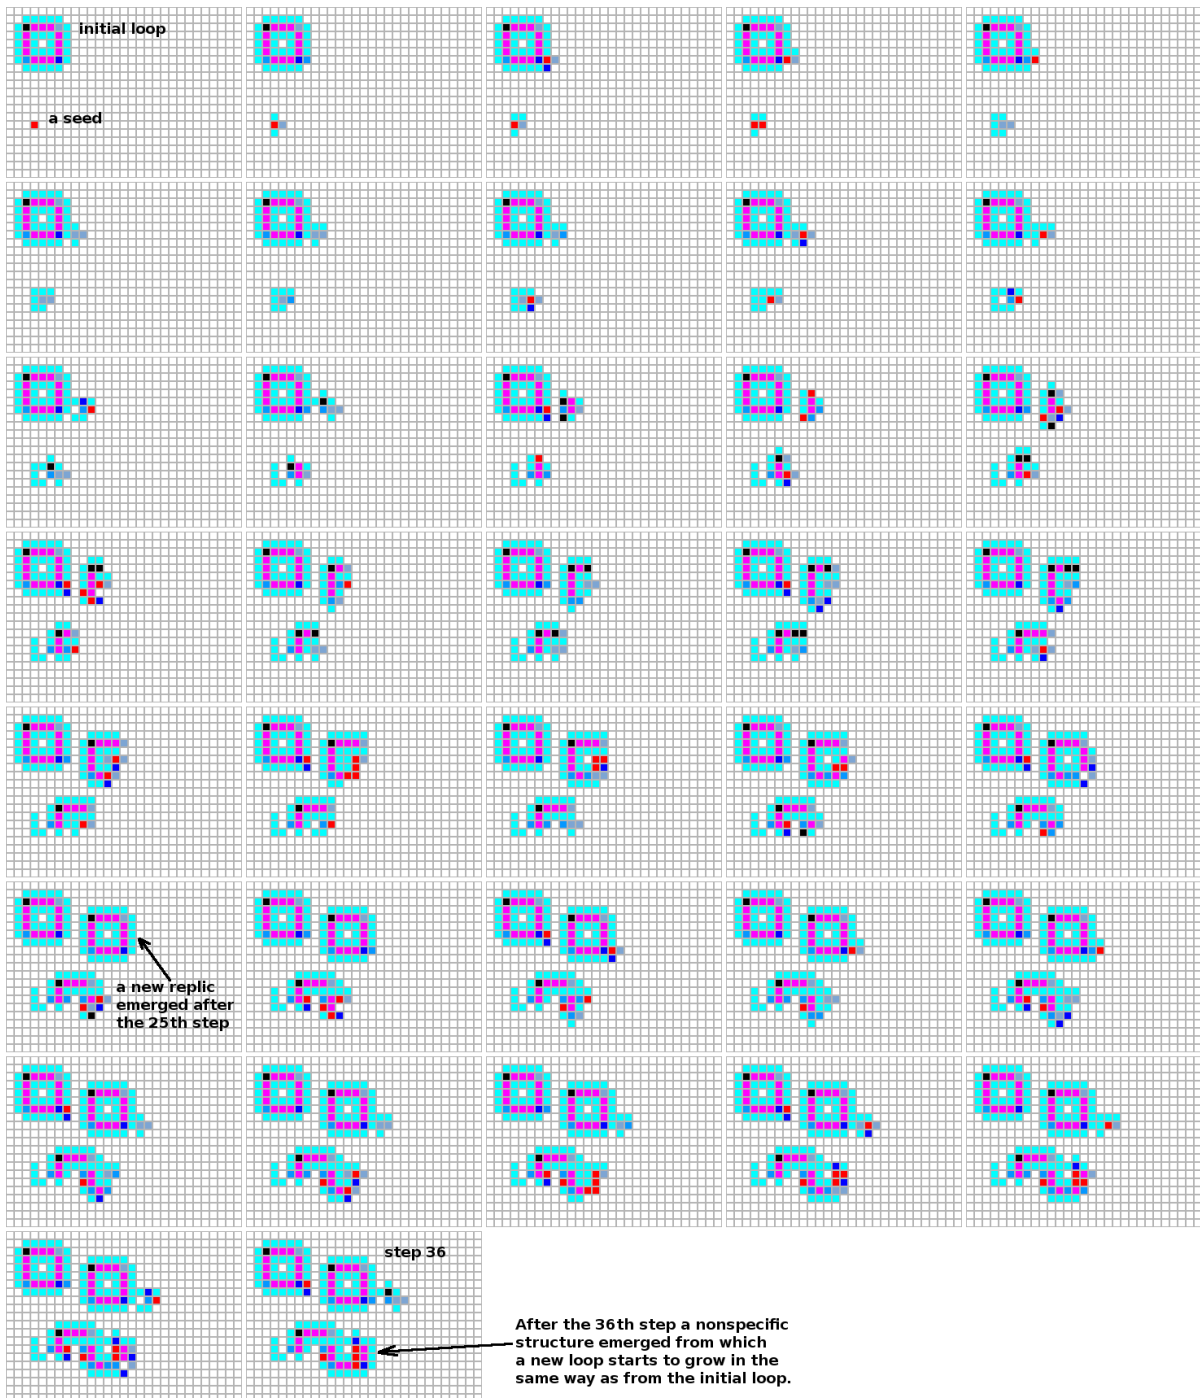 initial loop
a seed
a new replic
emerged after
the 25th step
step 36
After the 36th step a nonspecific
structure emerged from which
a new loop starts to grow in the
same way as from the initial loop.